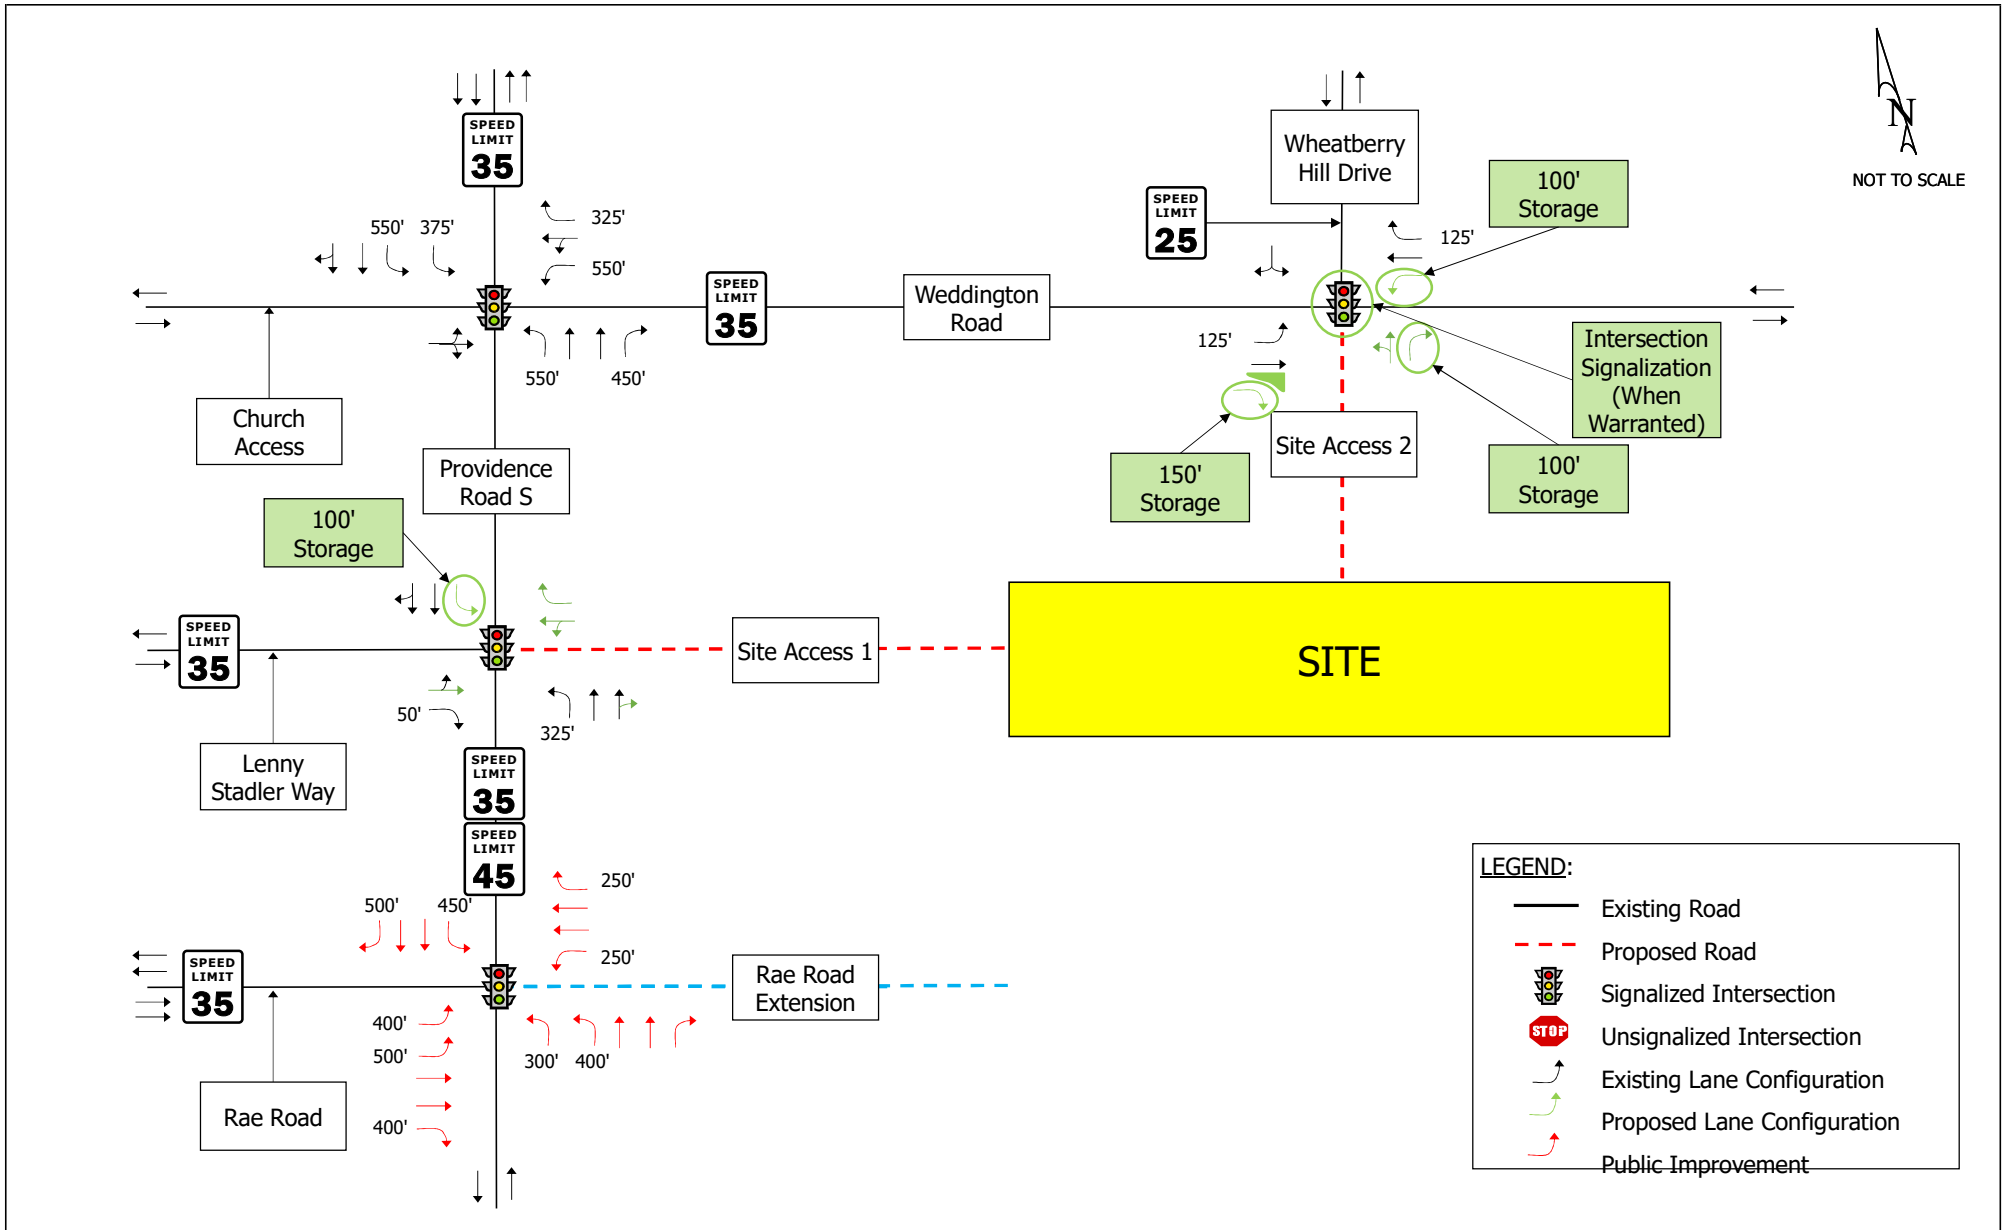 N
NOT TO SCALE
SPEED
LIMIT
35
Wheatberry
Hill Drive
100'
Storage
SPEED
LIMIT
25
325'
550'
375'
550'
125'
SPEED
LIMIT
35
Weddington
Road
125'
550'
450'
Intersection
Signalization
(When
Warranted)
Church
Access
Providence
Road S
Site Access 2
150'
Storage
100'
Storage
100'
Storage
SPEED
LIMIT
35
Site Access 1
SITE
50'
325'
Lenny
Stadler Way
SPEED
LIMIT
35
SPEED
LIMIT
45
250'
500'
450'
250'
SPEED
LIMIT
35
Rae Road
Extension
400'
500'
300'
400'
400'
Rae Road
LEGEND:
Existing Road
Proposed Road
Signalized Intersection
STOP
Unsignalized Intersection
Existing Lane Configuration
Proposed Lane Configuration
Public Improvement